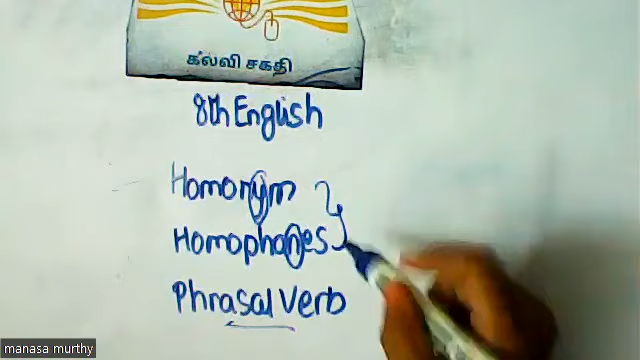 கல்வி சகதி
8th English
Homonym
Homophones
Phrasal Verb
manasa murthy